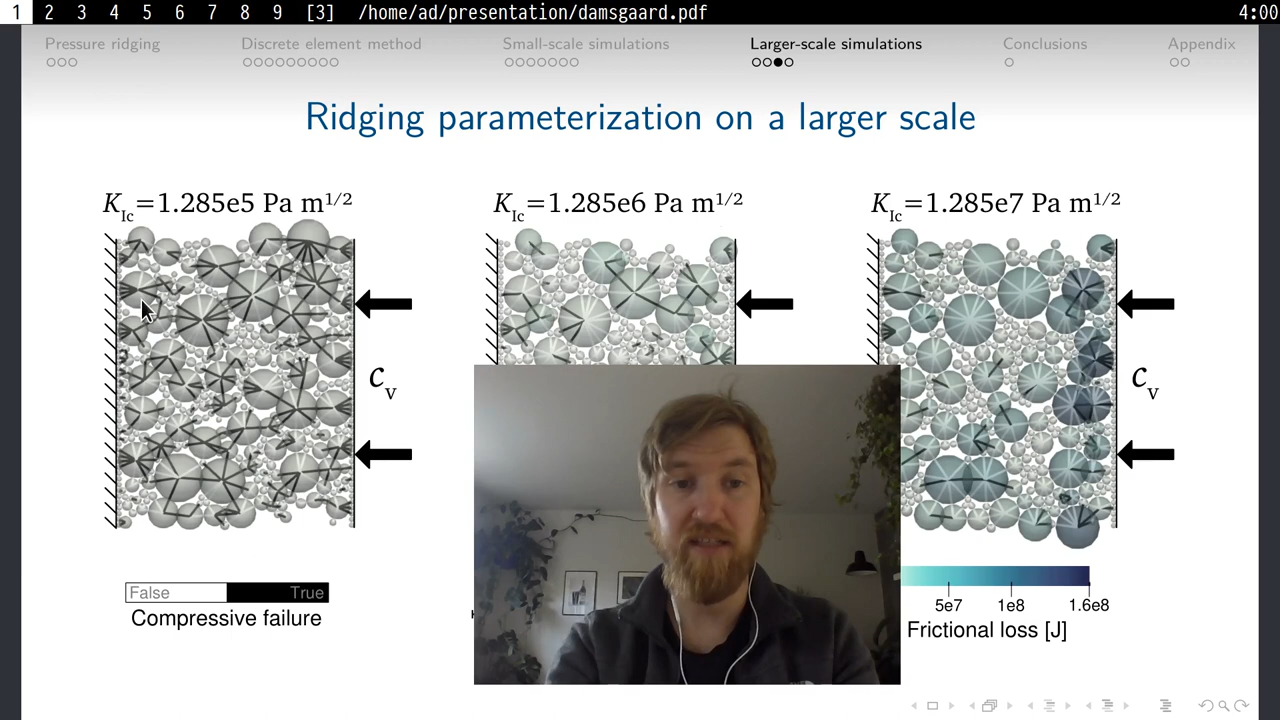 1 2 3 4 5 6 7 8 9 [3] /home/ad/presentation/damsgaard.pdf 4:00
Pressure ridging Discrete element method Small-scale simulations Larger-scale simulations Conclusions Appendix
Ridging parameterization on a larger scale
K_Ic=1.285e5 Pa m^1/2 K_Ic=1.285e6 Pa m^1/2 K_Ic=1.285e7 Pa m^1/2
c_v c_v
False True
Compressive failure
5e7 1e8 1.6e8
Frictional loss [J]